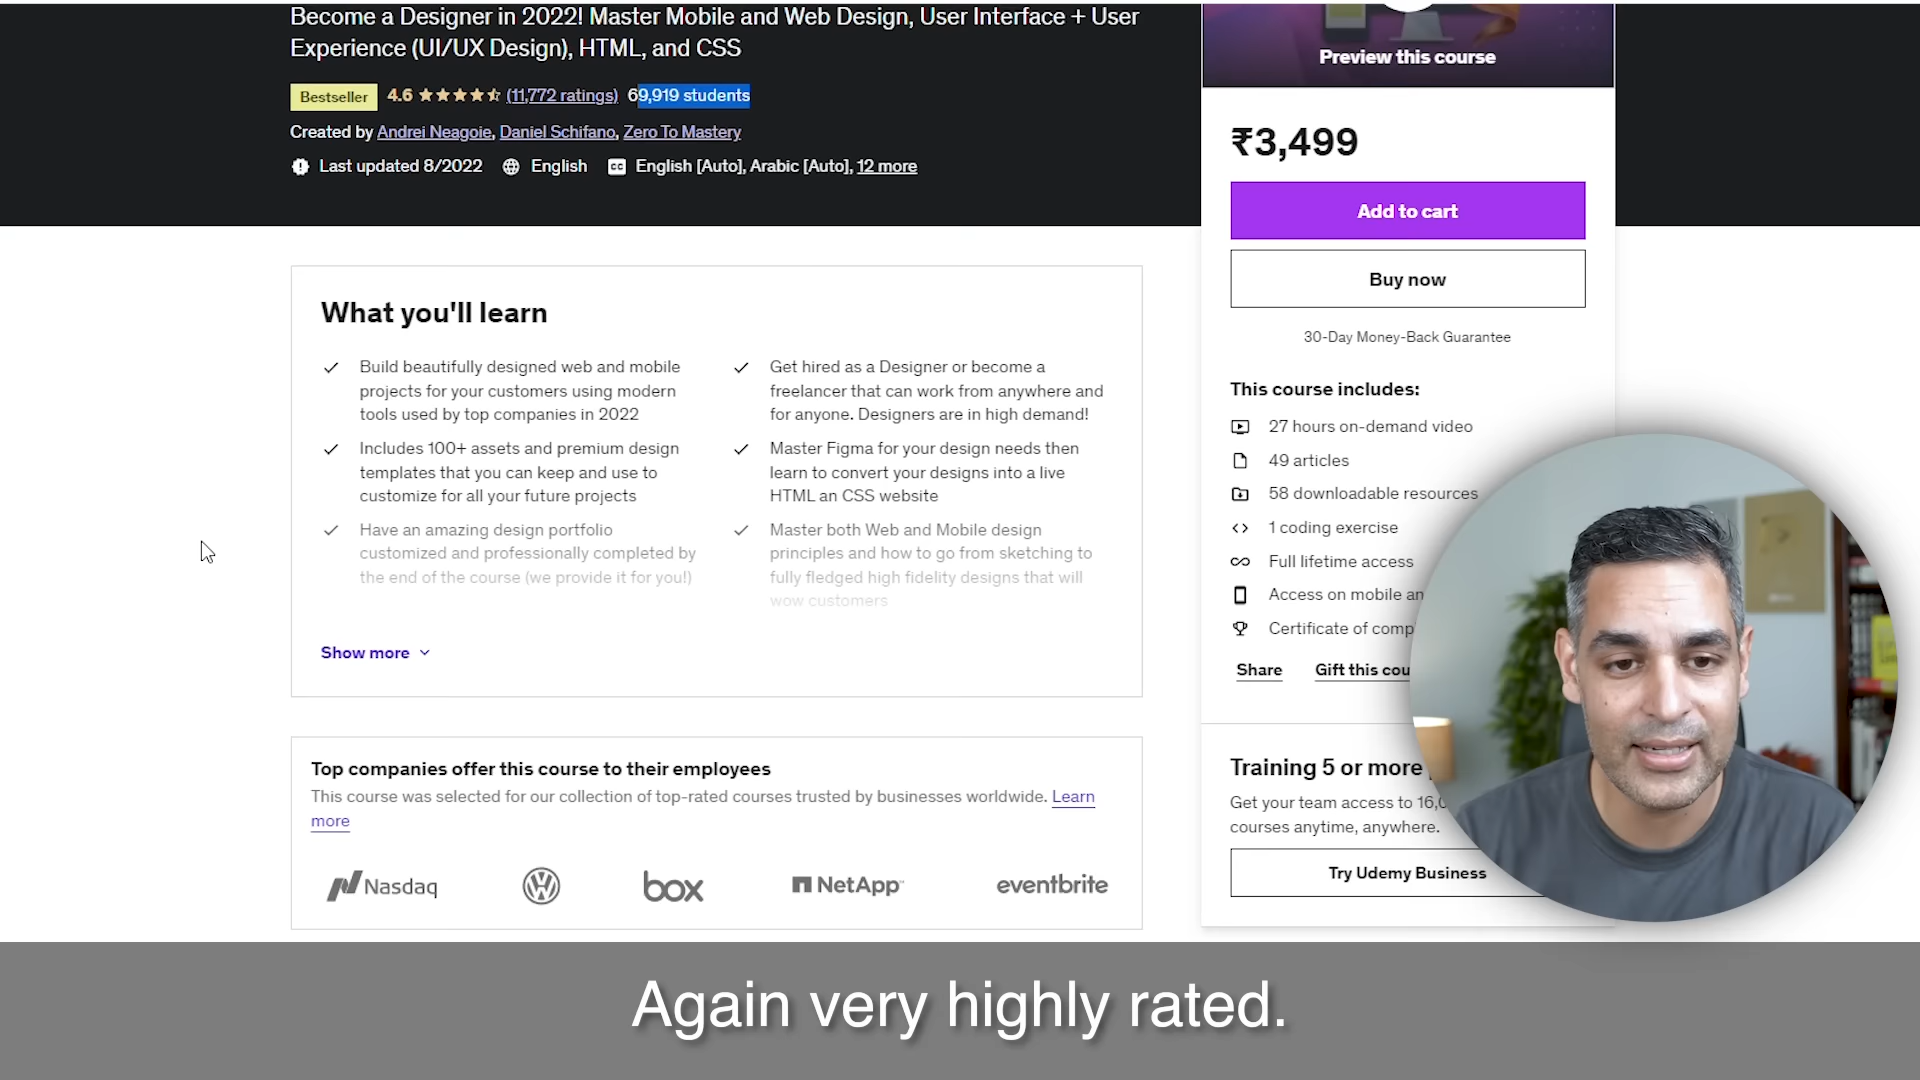 Become a Designer in 2022! Master Mobile and Web Design, User Interface + User
Experience (UI/UX Design), HTML, and CSS
Bestseller 4.6 (11,772 ratings) 69,919 students
Created by Andrei Neagoie, Daniel Schifano, Zero To Mastery
Last updated 8/2022 English CC English [Auto], Arabic [Auto], 12 more
Preview this course
₹3,499
Add to cart
Buy now
30-Day Money-Back Guarantee
This course includes:
27 hours on-demand video
49 articles
58 downloadable resources
1 coding exercise
Full lifetime access
Access on mobile an
Certificate of comp
Share Gift this cou
Training 5 or more
Get your team access to 16,0
courses anytime, anywhere.
Try Udemy Business
What you'll learn
Build beautifully designed web and mobile
projects for your customers using modern
tools used by top companies in 2022
Includes 100+ assets and premium design
templates that you can keep and use to
customize for all your future projects
Have an amazing design portfolio
customized and professionally completed by
the end of the course (we provide it for you!)
Get hired as a Designer or become a
freelancer that can work from anywhere and
for anyone. Designers are in high demand!
Master Figma for your design needs then
learn to convert your designs into a live
HTML an CSS website
Master both Web and Mobile design
principles and how to go from sketching to
fully fledged high fidelity designs that will
wow customers
Show more
Top companies offer this course to their employees
This course was selected for our collection of top-rated courses trusted by businesses worldwide. Learn
more
Nasdaq box NetApp eventbrite
Again very highly rated.